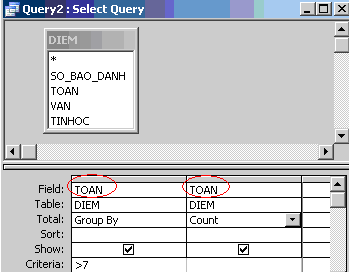 Query2 : Select Query
DIEM
*
SO_BAO_DANH
TOAN
VAN
TINHOC
Field: TOAN TOAN
Table: DIEM DIEM
Total: Group By Count
Sort:
Show:
Criteria: >7